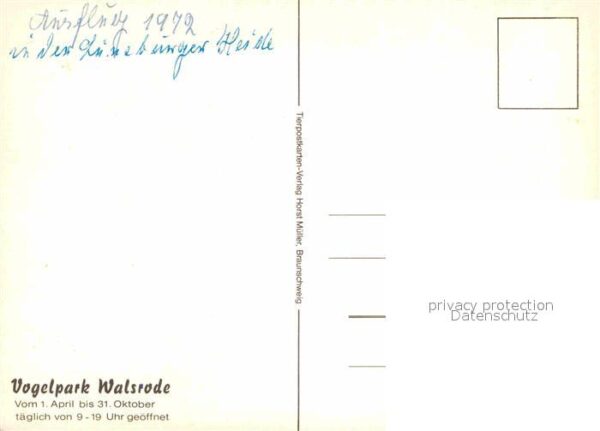 Ausflug 1972
in der Lüneburger Heide
Tierpostkarten-Verlag Horst Müller, Braunschweig
privacy protection
Datenschutz
Vogelpark Walsrode
Vom 1. April bis 31. Oktober
täglich von 9 - 19 Uhr geöffnet